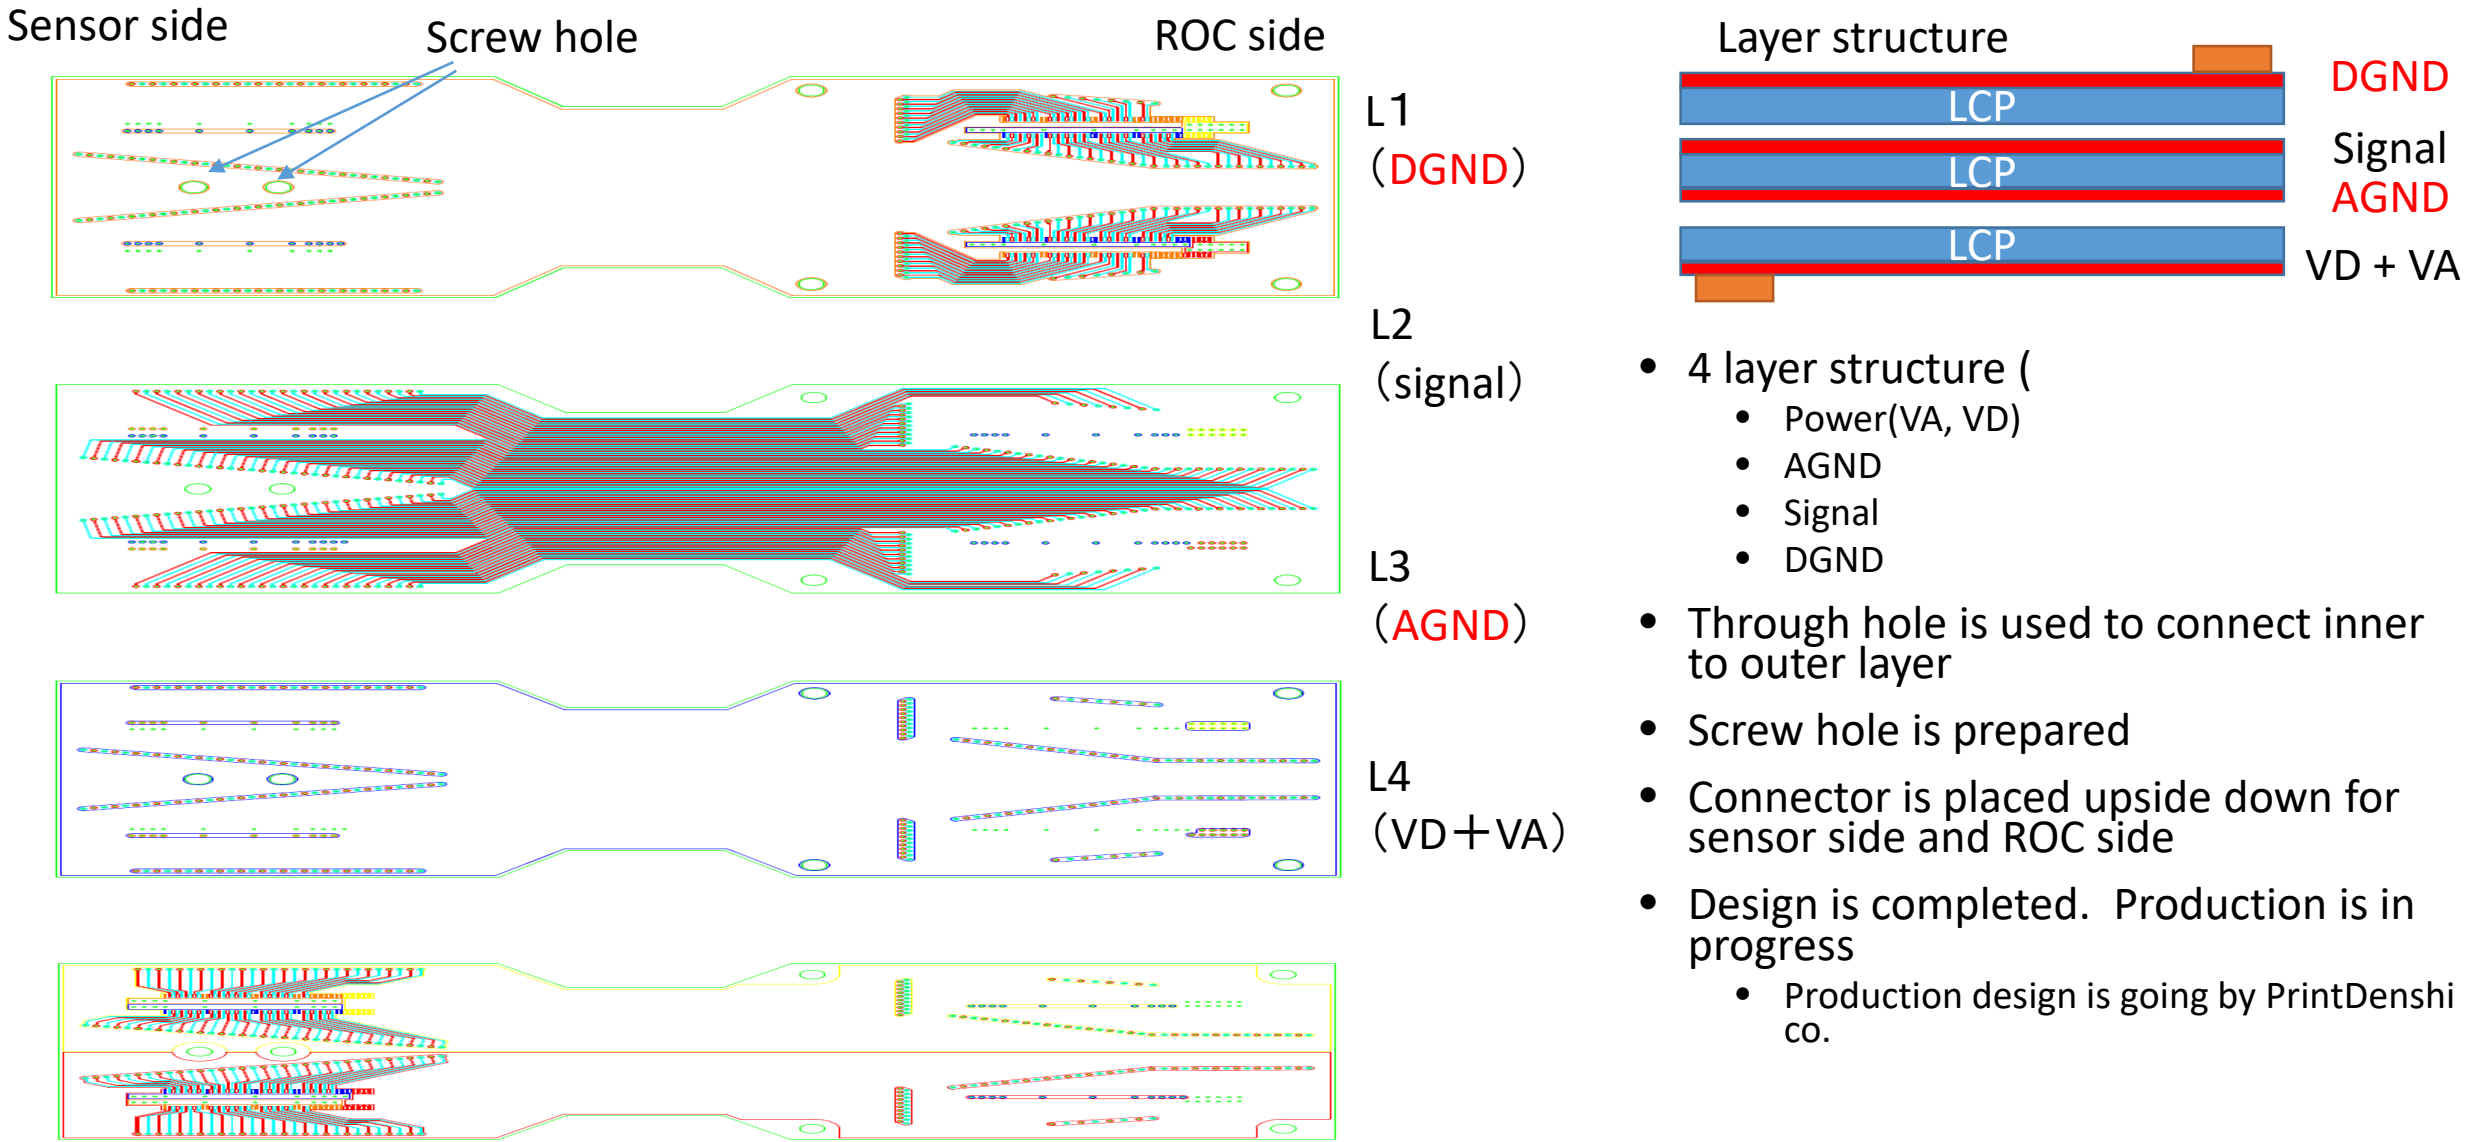 Sensor side
Screw hole
ROC side
L1
（DGND）
L2
（signal）
L3
（AGND）
L4
（VD＋VA）
Layer structure
LCP
DGND
LCP
Signal
AGND
LCP
VD + VA
• 4 layer structure (
• Power(VA, VD)
• AGND
• Signal
• DGND
• Through hole is used to connect inner
to outer layer
• Screw hole is prepared
• Connector is placed upside down for
sensor side and ROC side
• Design is completed.  Production is in
progress
• Production design is going by PrintDenshi
co.